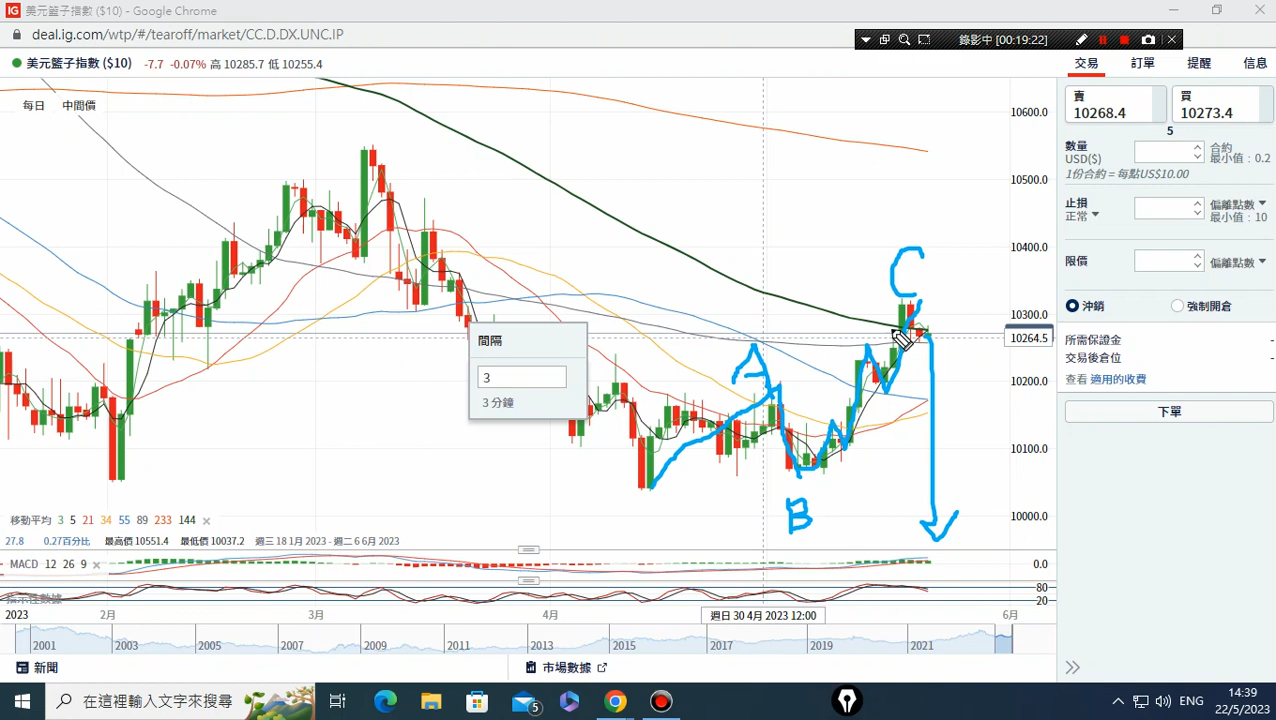 IG 美元籃子指數 ($10) - Google Chrome
deal.ig.com/wtp/#/tearoff/market/CC.D.DX.UNC.IP
錄影中 [00:19:22]
美元籃子指數 ($10) -7.7 -0.07% 高 10285.7 低 10255.4
交易 訂單 提醒 信息
每日 中間價
賣 10268.4
買 10273.4
5
數量 USD($) 合約 最小值 : 0.2
1份合約 = 每點US$10.00
止損 正常 偏離點數 最小值 : 10
限價 偏離點數
沖銷 強制開倉
所需保證金 -
交易後倉位 -
查看 適用的收費
下單
10600.0
10500.0
10400.0
10300.0
10264.5
10200.0
10100.0
10000.0
C
A
B
間隔
3
3 分鐘
移動平均 3 5 21 34 55 89 233 144
27.8 0.27百分比 最高價 10551.4 最低價 10037.2 週三 18 1月 2023 - 週二 6 6月 2023
MACD 12 26 9
0.0
80
20
2023 2月 3月 4月 週日 30 4月 2023 12:00 6月
2001 2003 2005 2007 2009 2011 2013 2015 2017 2019 2021
新聞 市場數據
在這裡輸入文字來搜尋
5
ENG
14:39
22/5/2023